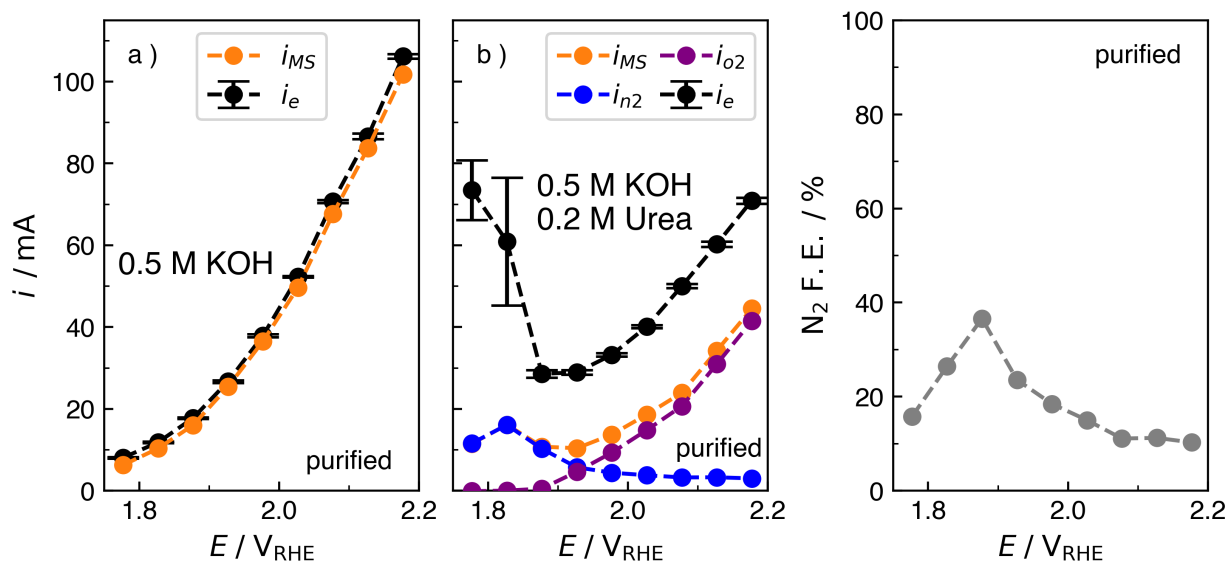 a )
i_MS
i_e
0.5 M KOH
purified
120
100
80
60
40
20
0
i / mA
1.8
2.0
2.2
E / V_RHE
b )
i_MS
i_o2
i_n2
i_e
0.5 M KOH
0.2 M Urea
purified
1.8
2.0
2.2
E / V_RHE
purified
100
80
60
40
20
0
N_2 F.E. / %
1.8
2.0
2.2
E / V_RHE